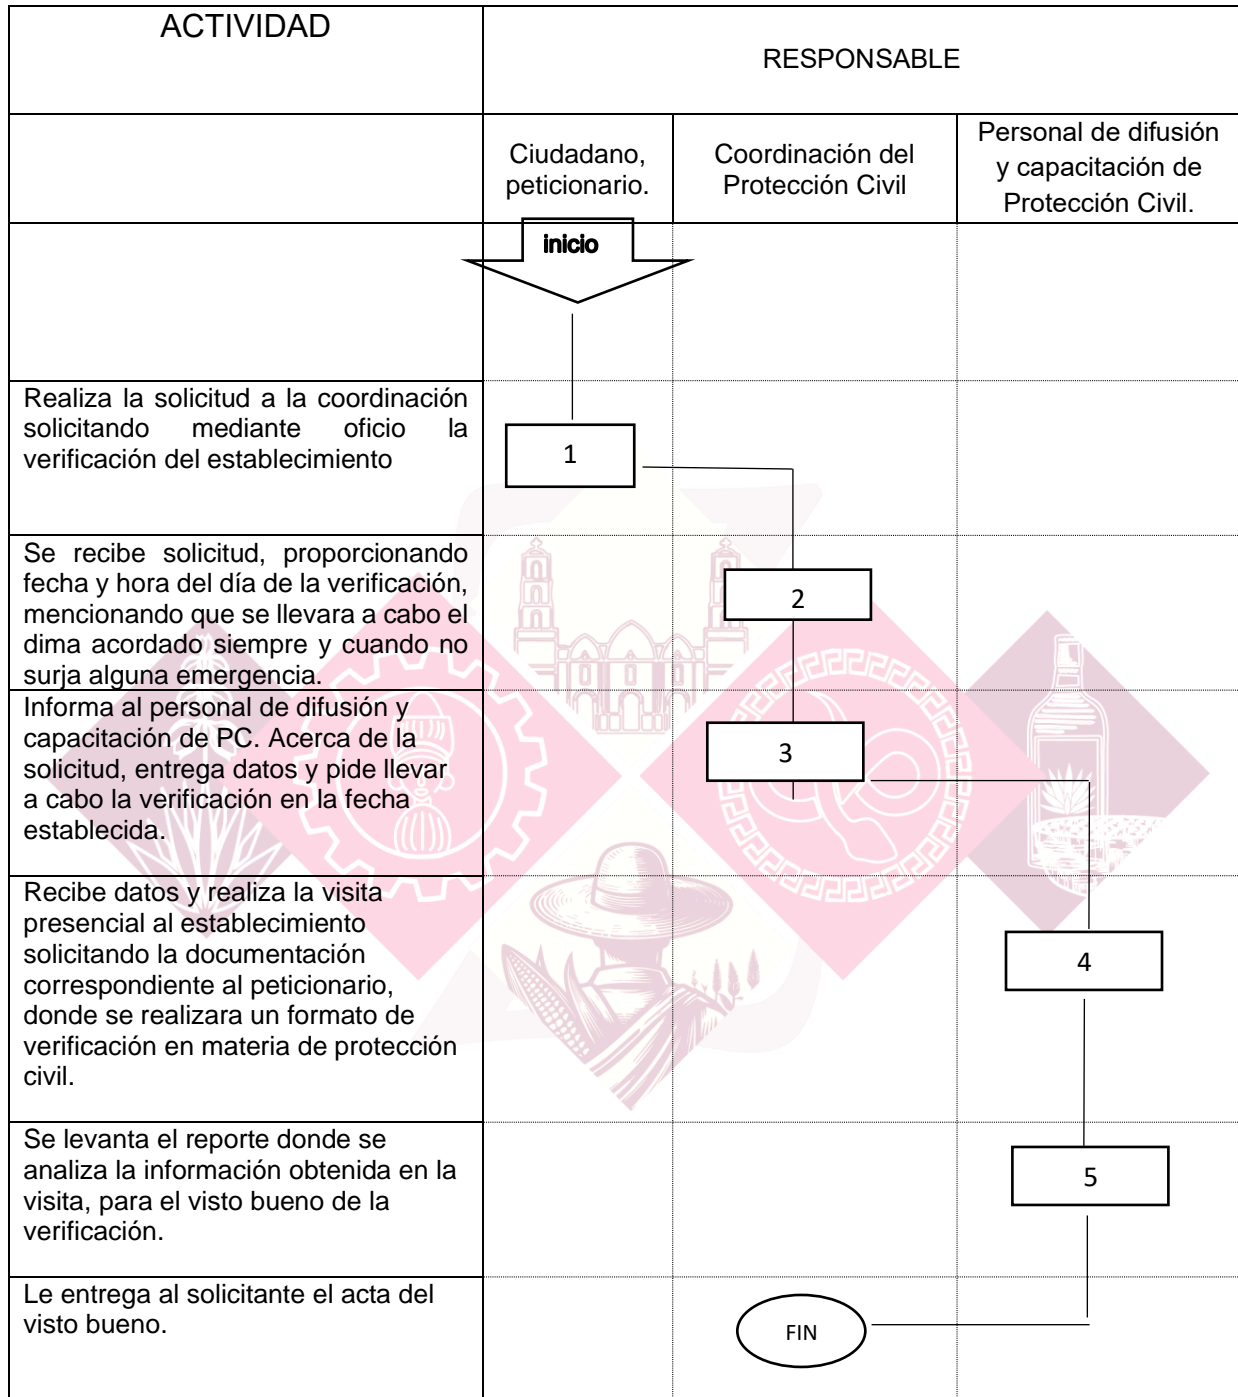 ACTIVIDAD
RESPONSABLE
Ciudadano,
peticionario.
Coordinación del
Protección Civil
Personal de difusión
y capacitación de
Protección Civil.
inicio
Realiza la solicitud a la coordinación
solicitando mediante oficio la
verificación del establecimiento
1
Se recibe solicitud, proporcionando
fecha y hora del día de la verificación,
mencionando que se llevara a cabo el
dima acordado siempre y cuando no
surja alguna emergencia.
2
Informa al personal de difusión y
capacitación de PC. Acerca de la
solicitud, entrega datos y pide llevar
a cabo la verificación en la fecha
establecida.
3
Recibe datos y realiza la visita
presencial al establecimiento
solicitando la documentación
correspondiente al peticionario,
donde se realizara un formato de
verificación en materia de protección
civil.
4
Se levanta el reporte donde se
analiza la información obtenida en la
visita, para el visto bueno de la
verificación.
5
Le entrega al solicitante el acta del
visto bueno.
FIN